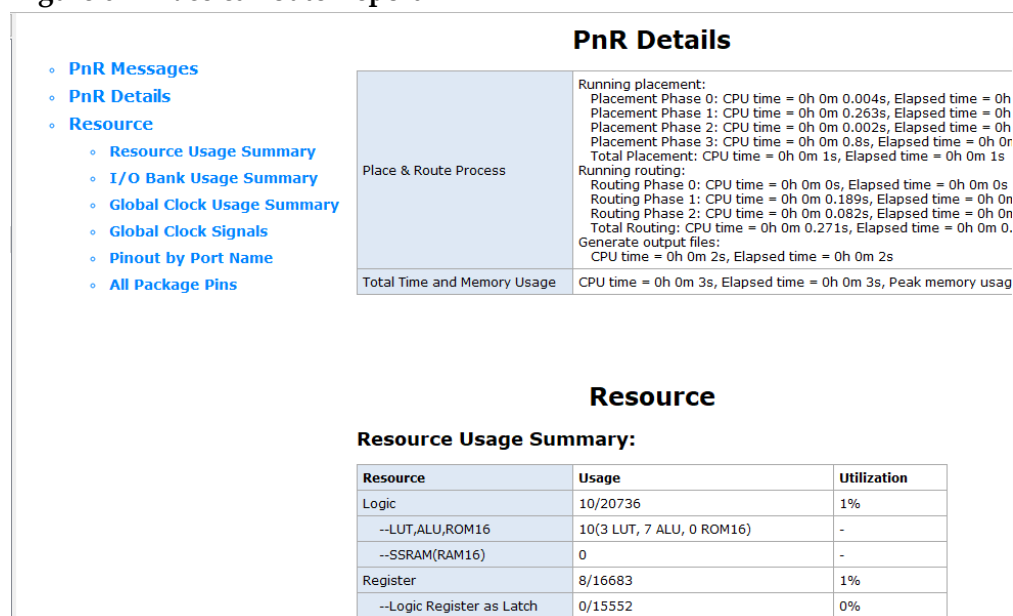 PnR Details
PnR Messages
PnR Details
Resource
Resource Usage Summary
I/O Bank Usage Summary
Global Clock Usage Summary
Global Clock Signals
Pinout by Port Name
All Package Pins
Place & Route Process
Running placement:
Placement Phase 0: CPU time = 0h 0m 0.004s, Elapsed time = 0h
Placement Phase 1: CPU time = 0h 0m 0.263s, Elapsed time = 0h
Placement Phase 2: CPU time = 0h 0m 0.002s, Elapsed time = 0h
Placement Phase 3: CPU time = 0h 0m 0.8s, Elapsed time = 0h 0m
Total Placement: CPU time = 0h 0m 1s, Elapsed time = 0h 0m 1s
Running routing:
Routing Phase 0: CPU time = 0h 0m 0s, Elapsed time = 0h 0m 0s
Routing Phase 1: CPU time = 0h 0m 0.189s, Elapsed time = 0h 0m
Routing Phase 2: CPU time = 0h 0m 0.082s, Elapsed time = 0h 0m
Total Routing: CPU time = 0h 0m 0.271s, Elapsed time = 0h 0m 0.
Generate output files:
CPU time = 0h 0m 2s, Elapsed time = 0h 0m 2s
Total Time and Memory Usage CPU time = 0h 0m 3s, Elapsed time = 0h 0m 3s, Peak memory usag
Resource
Resource Usage Summary:
Resource Usage Utilization
Logic 10/20736 1%
--LUT,ALU,ROM16 10(3 LUT, 7 ALU, 0 ROM16) -
--SSRAM(RAM16) 0 -
Register 8/16683 1%
--Logic Register as Latch 0/15552 0%